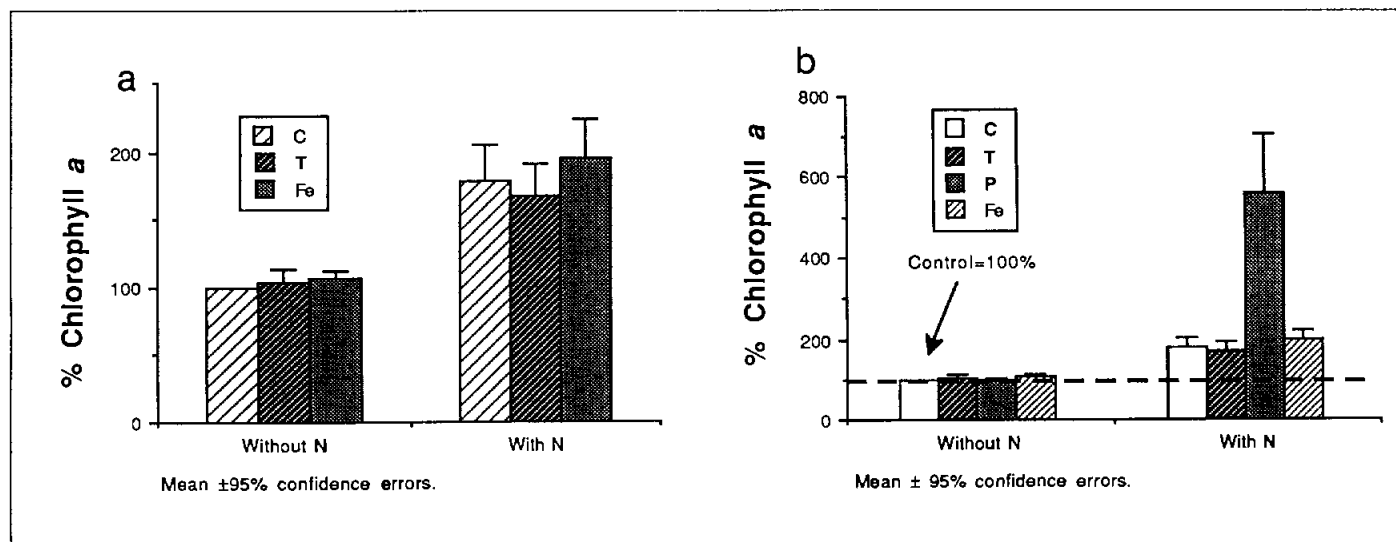 a
% Chlorophyll a
200
100
0
C
T
Fe
Without N
With N
Mean ±95% confidence errors.
b
% Chlorophyll a
800
600
400
200
0
C
T
P
Fe
Control=100%
Without N
With N
Mean ± 95% confidence errors.